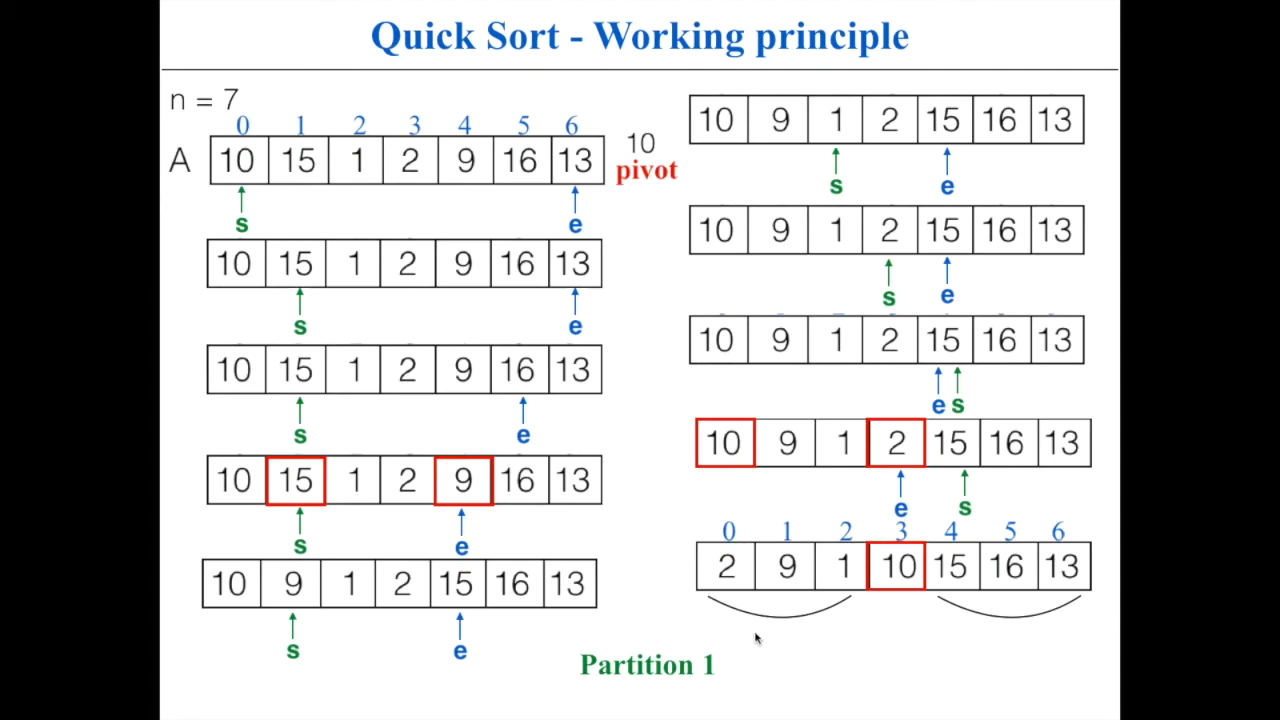 Quick Sort - Working principle
n = 7
0 1 2 3 4 5 6
A 10 15 1 2 9 16 13 10
pivot
s e
10 15 1 2 9 16 13
s e
10 15 1 2 9 16 13
s e
10 15 1 2 9 16 13
s e
10 9 1 2 15 16 13
s e
10 9 1 2 15 16 13
s e
10 9 1 2 15 16 13
s e
10 9 1 2 15 16 13
e s
10 9 1 2 15 16 13
e s
0 1 2 3 4 5 6
2 9 1 10 15 16 13
Partition 1